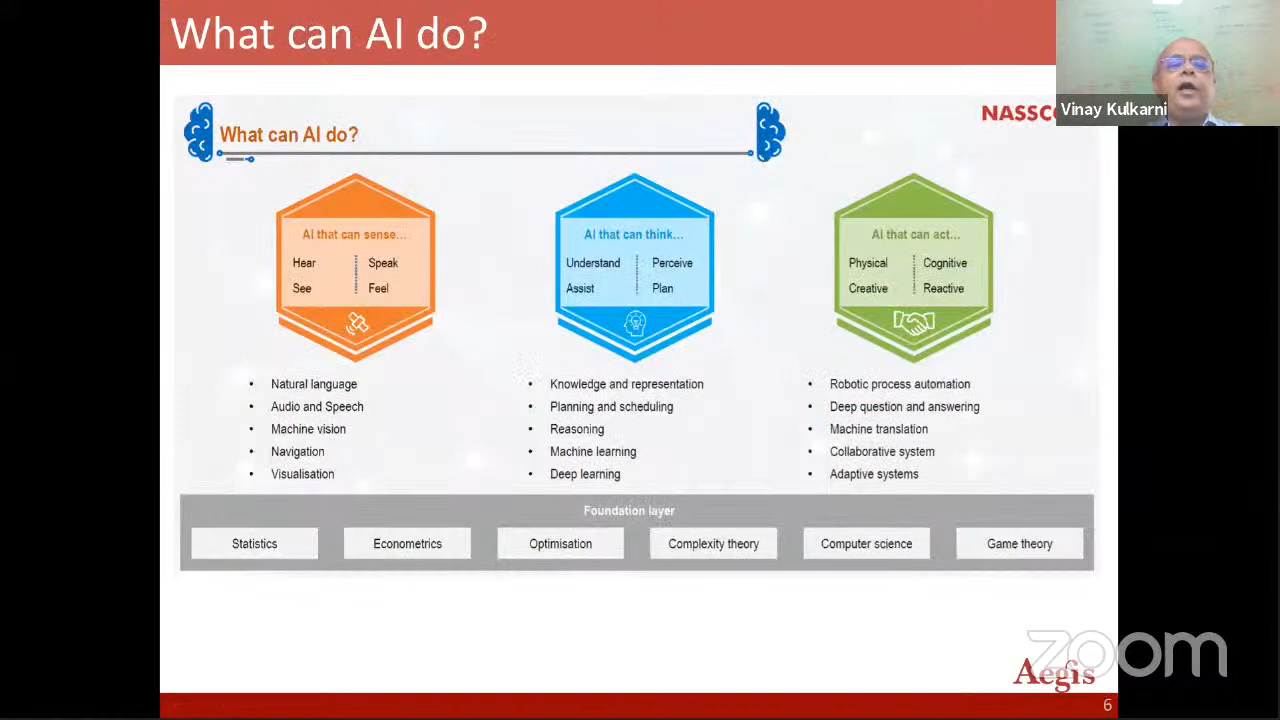 What can AI do?
Vinay Kulkarni
What can AI do?
NASSC
AI that can sense...
Hear Speak
See Feel
AI that can think...
Understand Perceive
Assist Plan
AI that can act...
Physical Cognitive
Creative Reactive
• Natural language
• Audio and Speech
• Machine vision
• Navigation
• Visualisation
• Knowledge and representation
• Planning and scheduling
• Reasoning
• Machine learning
• Deep learning
• Robotic process automation
• Deep question and answering
• Machine translation
• Collaborative system
• Adaptive systems
Foundation layer
Statistics Econometrics Optimisation Complexity theory Computer science Game theory
zoom
Aegis
6